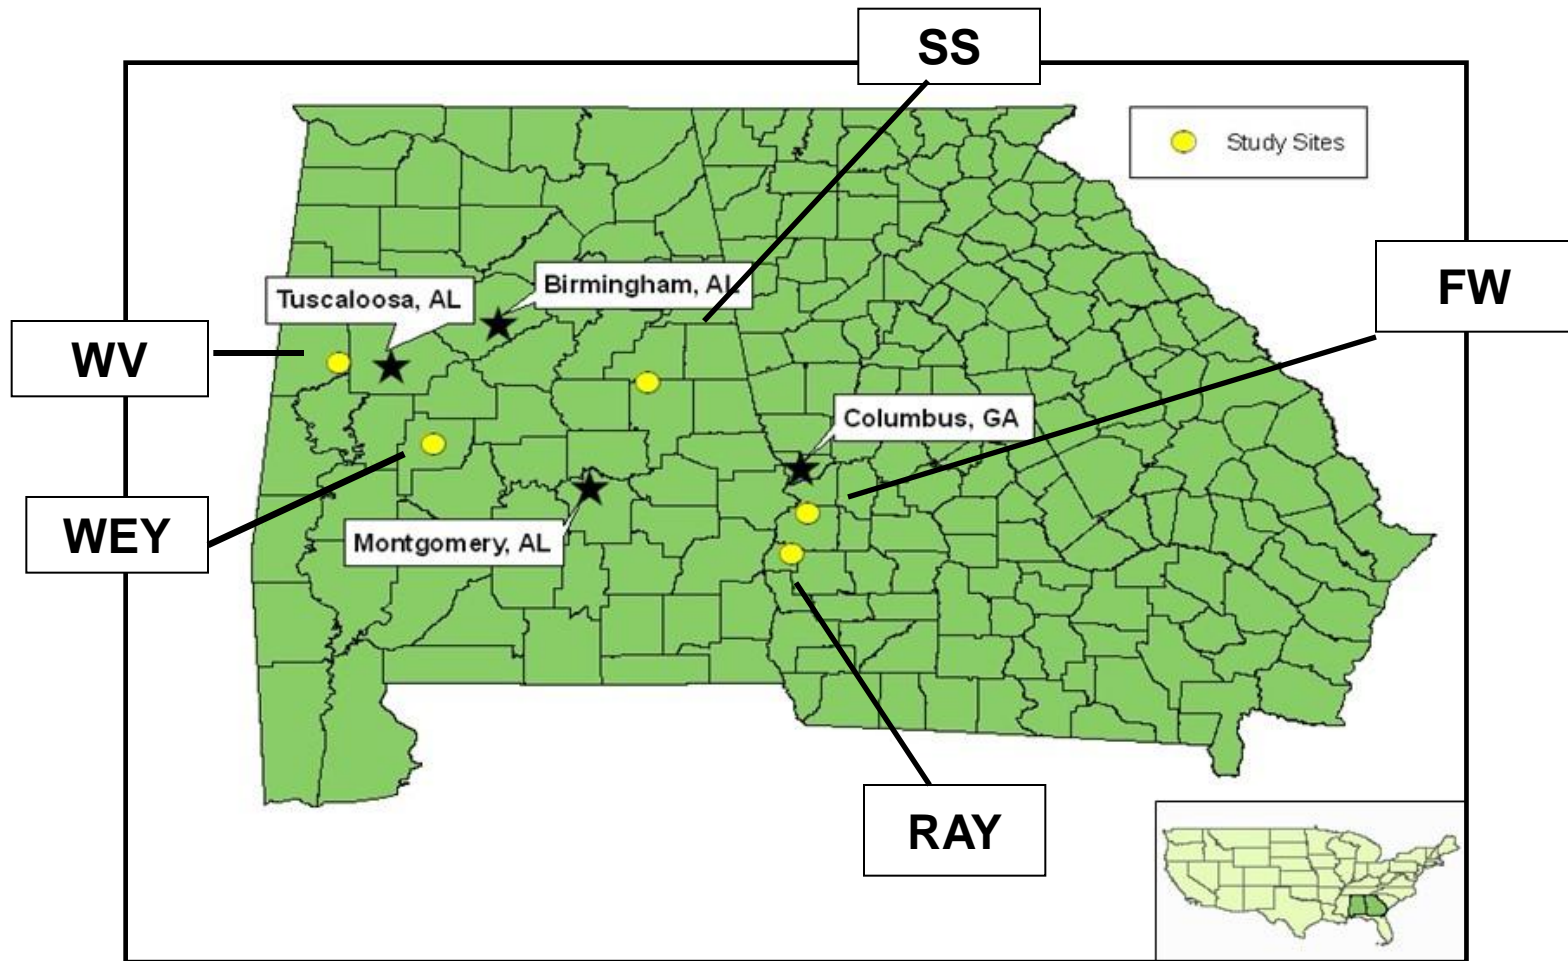 SS
Study Sites
FW
Birmingham, AL
Tuscaloosa, AL
WV
Columbus, GA
WEY
Montgomery, AL
RAY